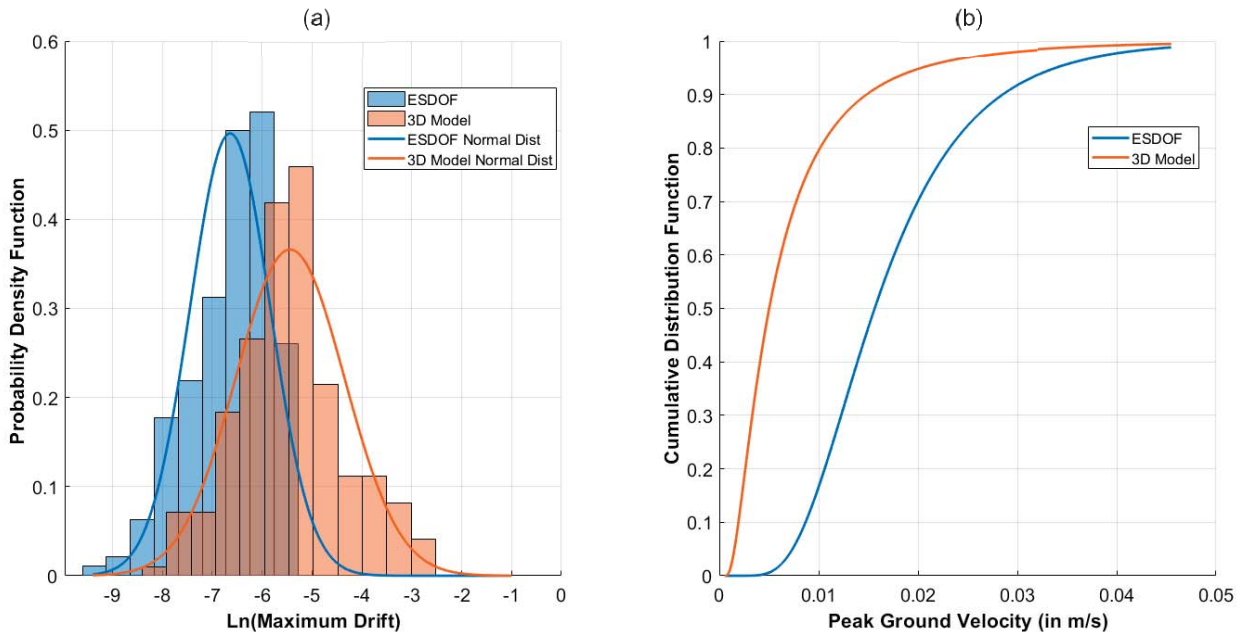 (a)
0.6
0.5
0.4
0.3
0.2
0.1
0
Probability Density Function
ESDOF
3D Model
ESDOF Normal Dist
3D Model Normal Dist
-9 -8 -7 -6 -5 -4 -3 -2 -1 0
Ln(Maximum Drift)
(b)
1
0.9
0.8
0.7
0.6
0.5
0.4
0.3
0.2
0.1
0
Cumulative Distribution Function
ESDOF
3D Model
0 0.01 0.02 0.03 0.04 0.05
Peak Ground Velocity (in m/s)